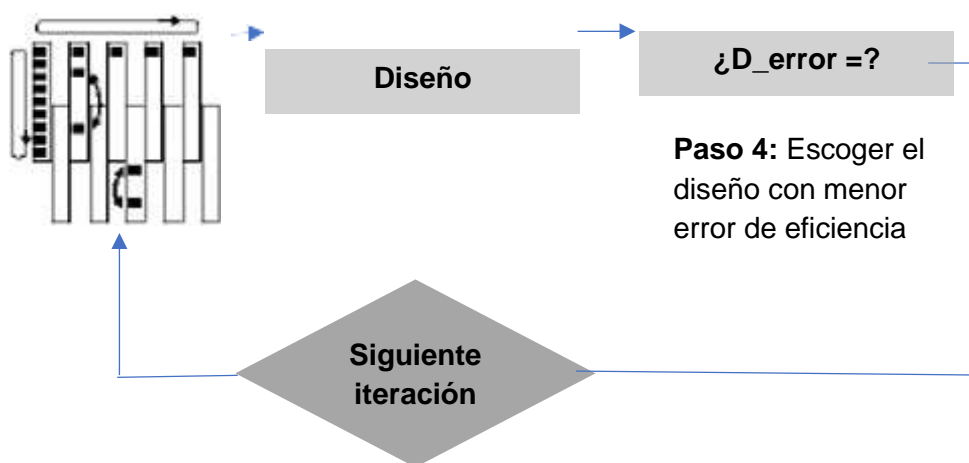 Diseño
¿D_error =?
Paso 4: Escoger el
diseño con menor
error de eficiencia
Siguiente
iteración